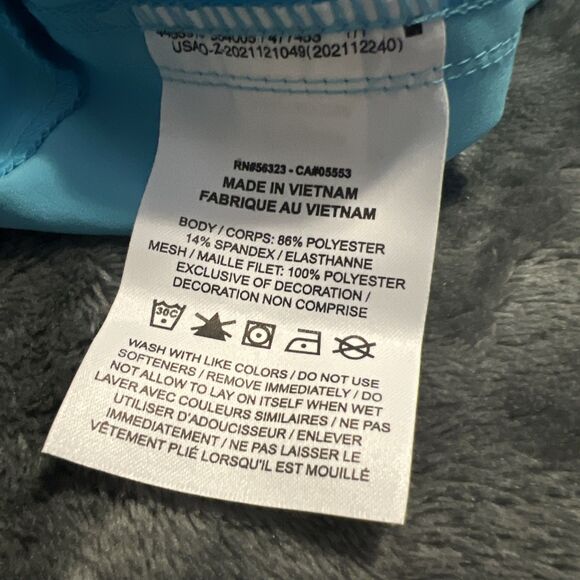 USAO-Z-2021121049(202112240)
RN#56323 - CA#05553
MADE IN VIETNAM
FABRIQUE AU VIETNAM
BODY / CORPS: 86% POLYESTER
14% SPANDEX / ELASTHANNE
MESH / MAILLE FILET: 100% POLYESTER
EXCLUSIVE OF DECORATION /
DECORATION NON COMPRISE
30C
WASH WITH LIKE COLORS / DO NOT USE
SOFTENERS / REMOVE IMMEDIATELY / DO
NOT ALLOW TO LAY ON ITSELF WHEN WET
LAVER AVEC COULEURS SIMILAIRES / NE PAS
UTILISER D'ADOUCISSEUR / ENLEVER
IMMÉDIATEMENT / NE PAS LAISSER LE
VÊTEMENT PLIÉ LORSQU'IL EST MOUILLÉ